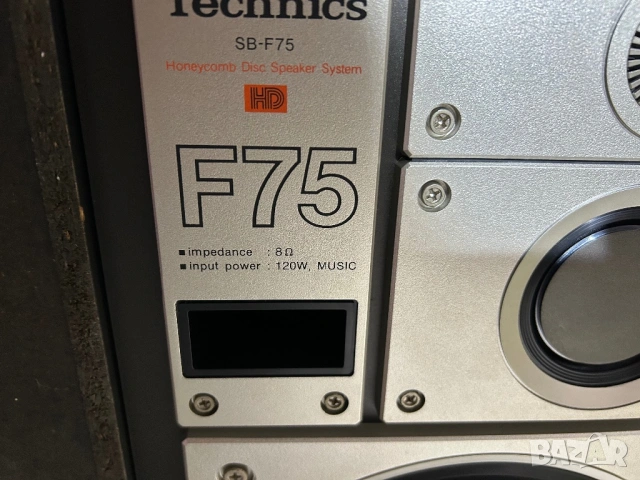 Technics
SB-F75
Honeycomb Disc Speaker System
HD
F75
▪ impedance : 8Ω
▪ input power : 120W, MUSIC
BAZAR